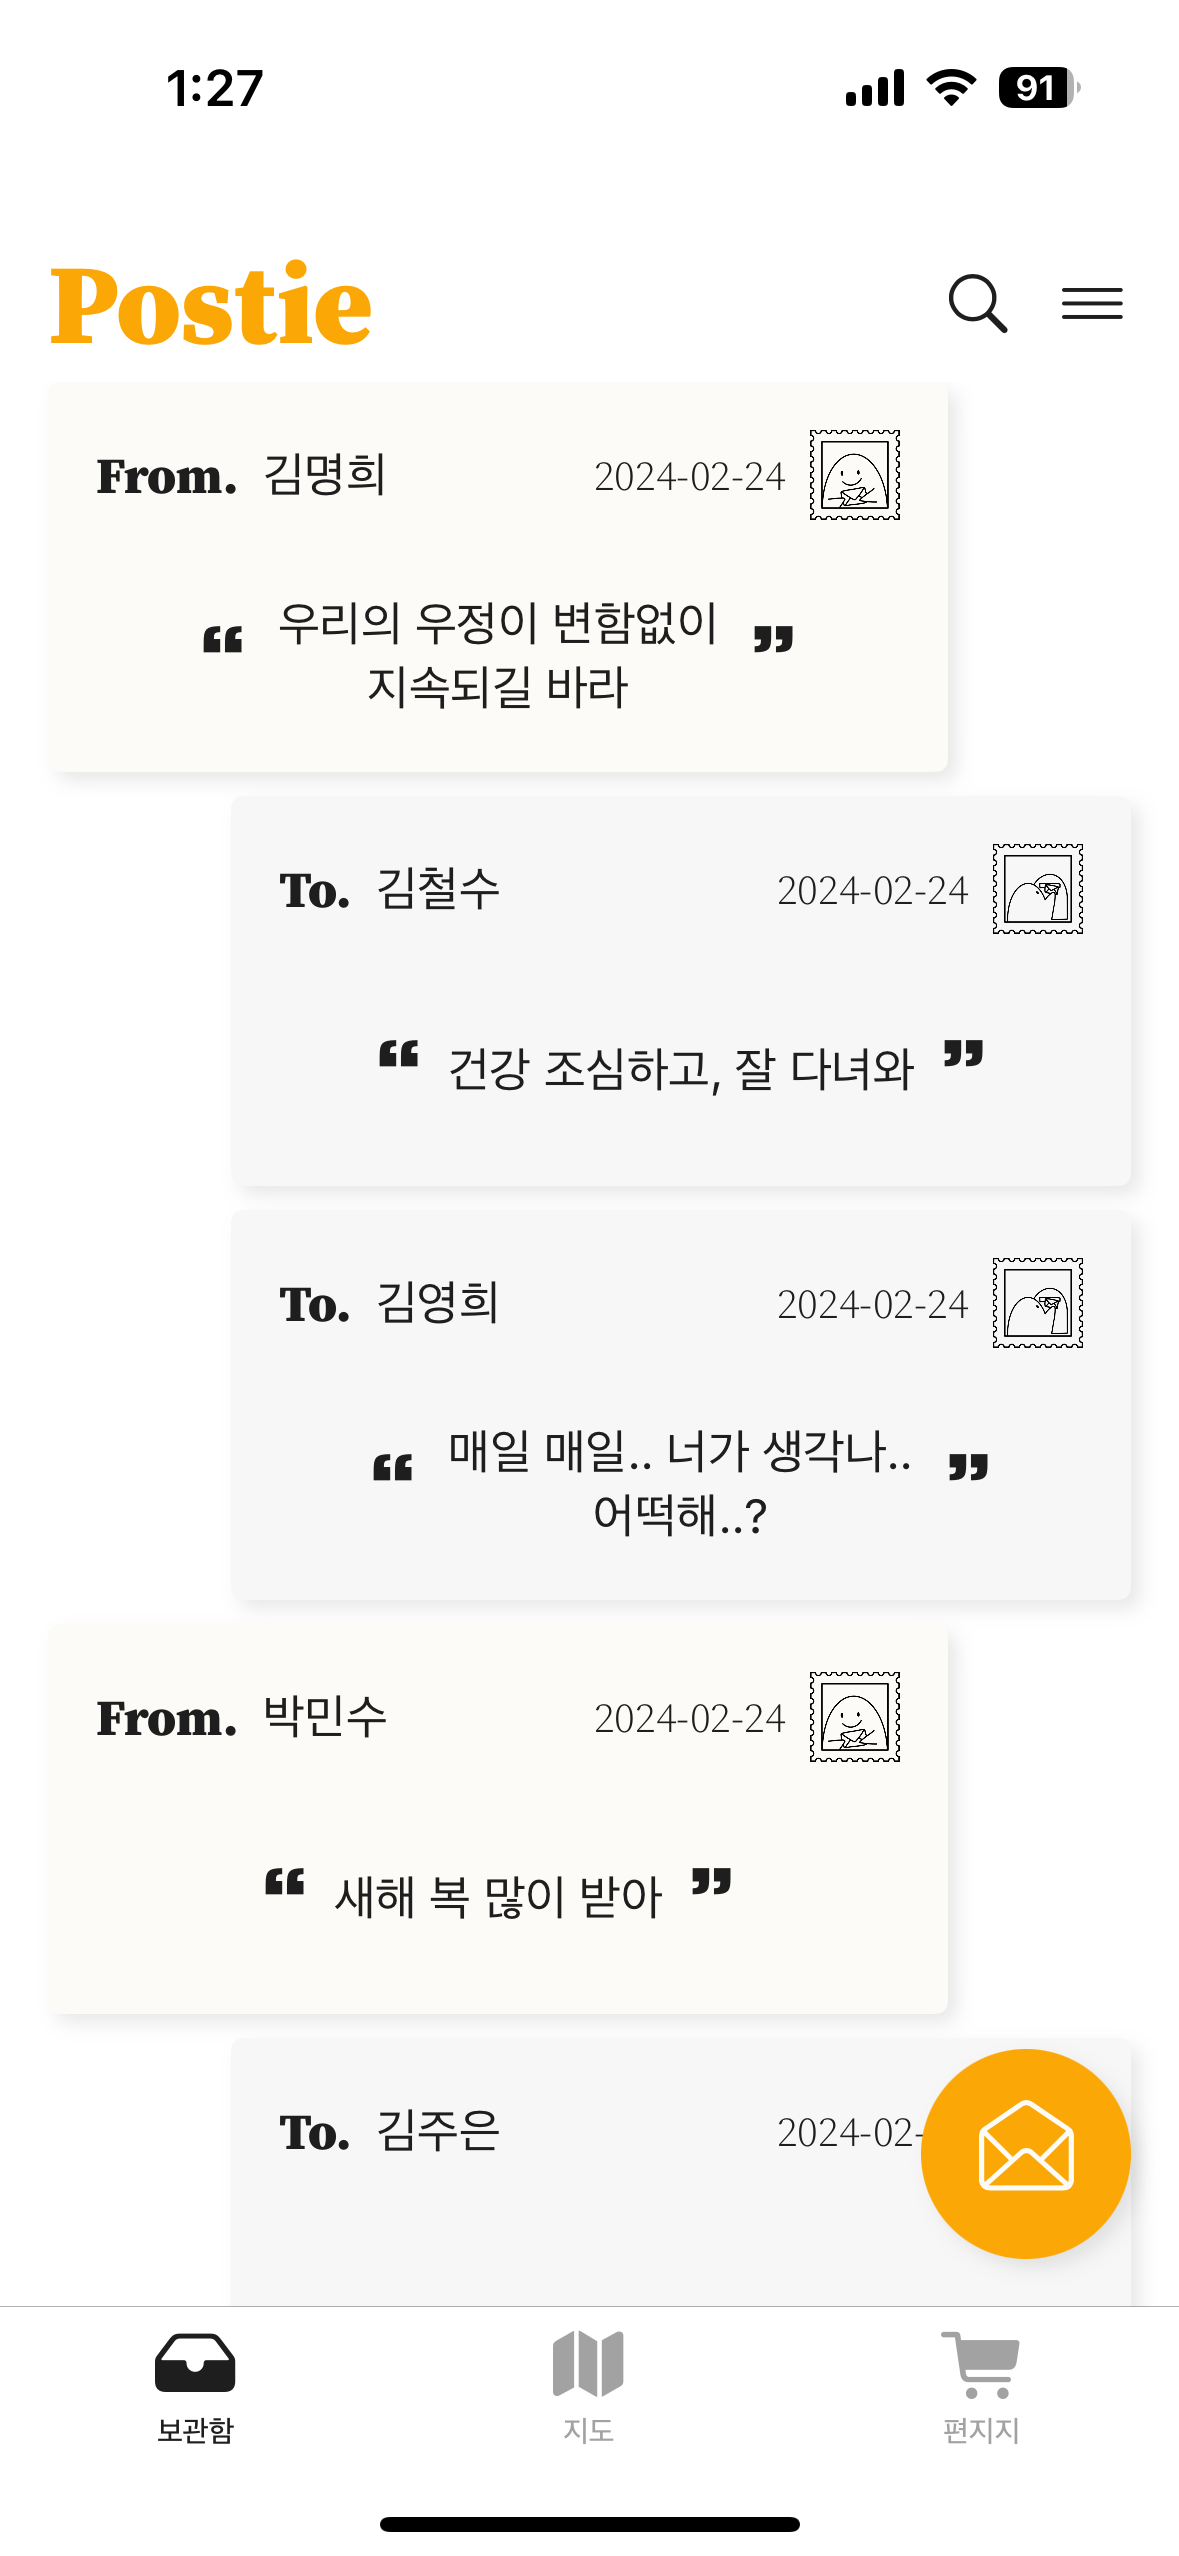 1:27
91
Postie
From. 김명희 2024-02-24
“ 우리의 우정이 변함없이 ”
지속되길 바라
To. 김철수 2024-02-24
“ 건강 조심하고, 잘 다녀와 ”
To. 김영희 2024-02-24
“ 매일 매일.. 너가 생각나.. ”
어떡해..?
From. 박민수 2024-02-24
“ 새해 복 많이 받아 ”
To. 김주은 2024-02-
보관함 지도 편지지